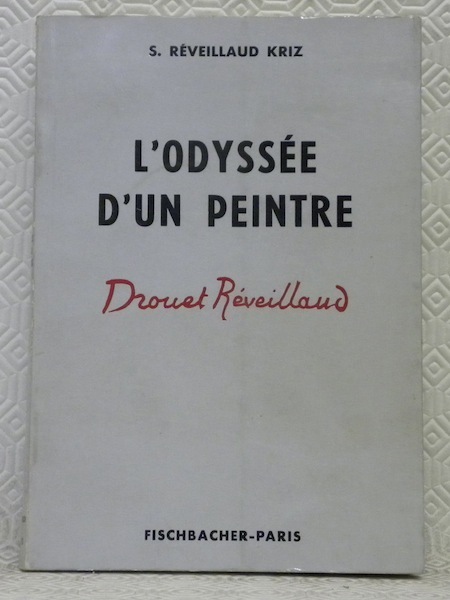 S. RÉVEILLAUD KRIZ
L'ODYSSÉE
D'UN PEINTRE
Drouet Réveillaud
FISCHBACHER-PARIS